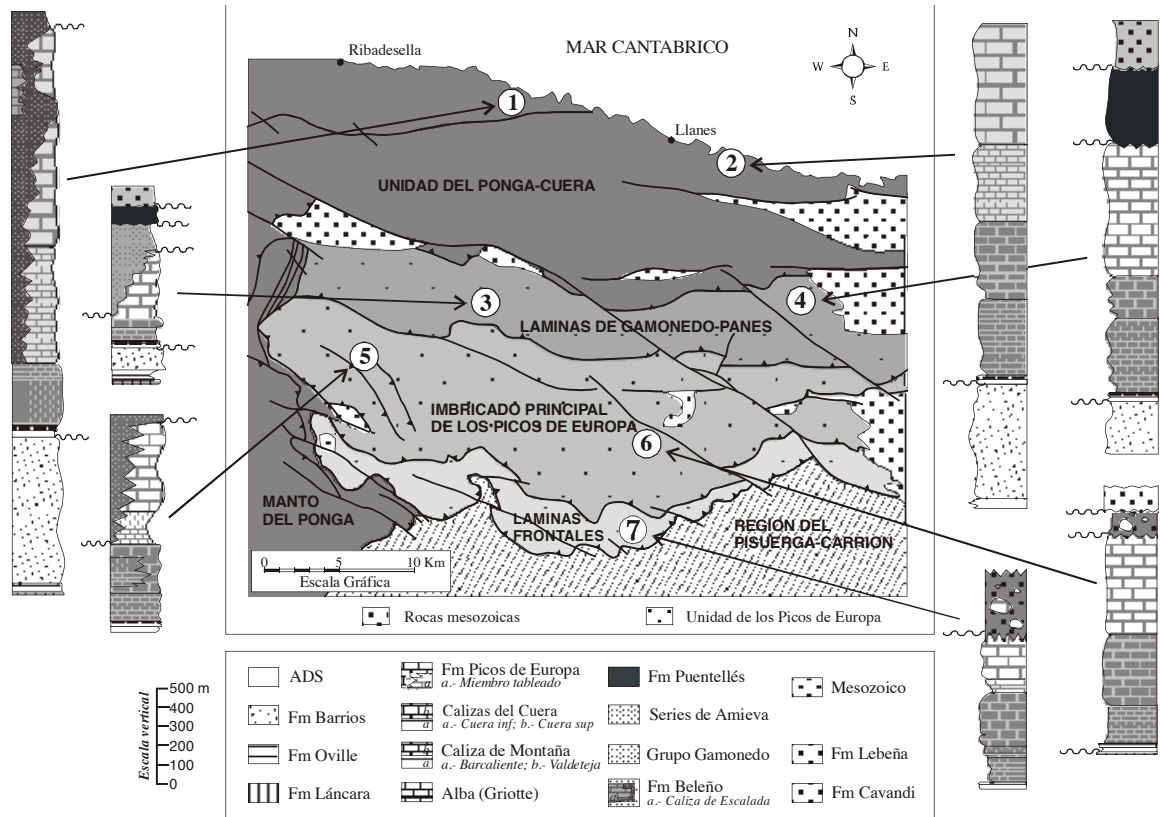 MAR CANTABRICO
Ribadesella
N
W
E
S
1
Llanes
2
UNIDAD DEL PONGA-CUERA
3
4
LAMINAS DE GAMONEDO-PANES
5
IMBRICADO PRINCIPAL
DE LOS PICOS DE EUROPA
6
MANTO
DEL PONGA
LAMINAS
FRONTALES
7
REGION DEL
PISUERGA-CARRION
0 5 10 Km
Escala Gráfica
Rocas mesozoicas
Unidad de los Picos de Europa
Escala vertical
500 m
400
300
200
100
0
ADS
Fm Barrios
Fm Oville
Fm Láncara
Fm Picos de Europa
a
a.- Miembro tableado
Calizas del Cuera
b
a
a.- Cuera inf; b.- Cuera sup
Caliza de Montaña
b
a
a.- Barcaliente; b.- Valdeteja
Alba (Griotte)
Fm Puentellés
Series de Amieva
Grupo Gamonedo
Fm Beleño
a
a.- Caliza de Escalada
Mesozoico
Fm Lebeña
Fm Cavandi